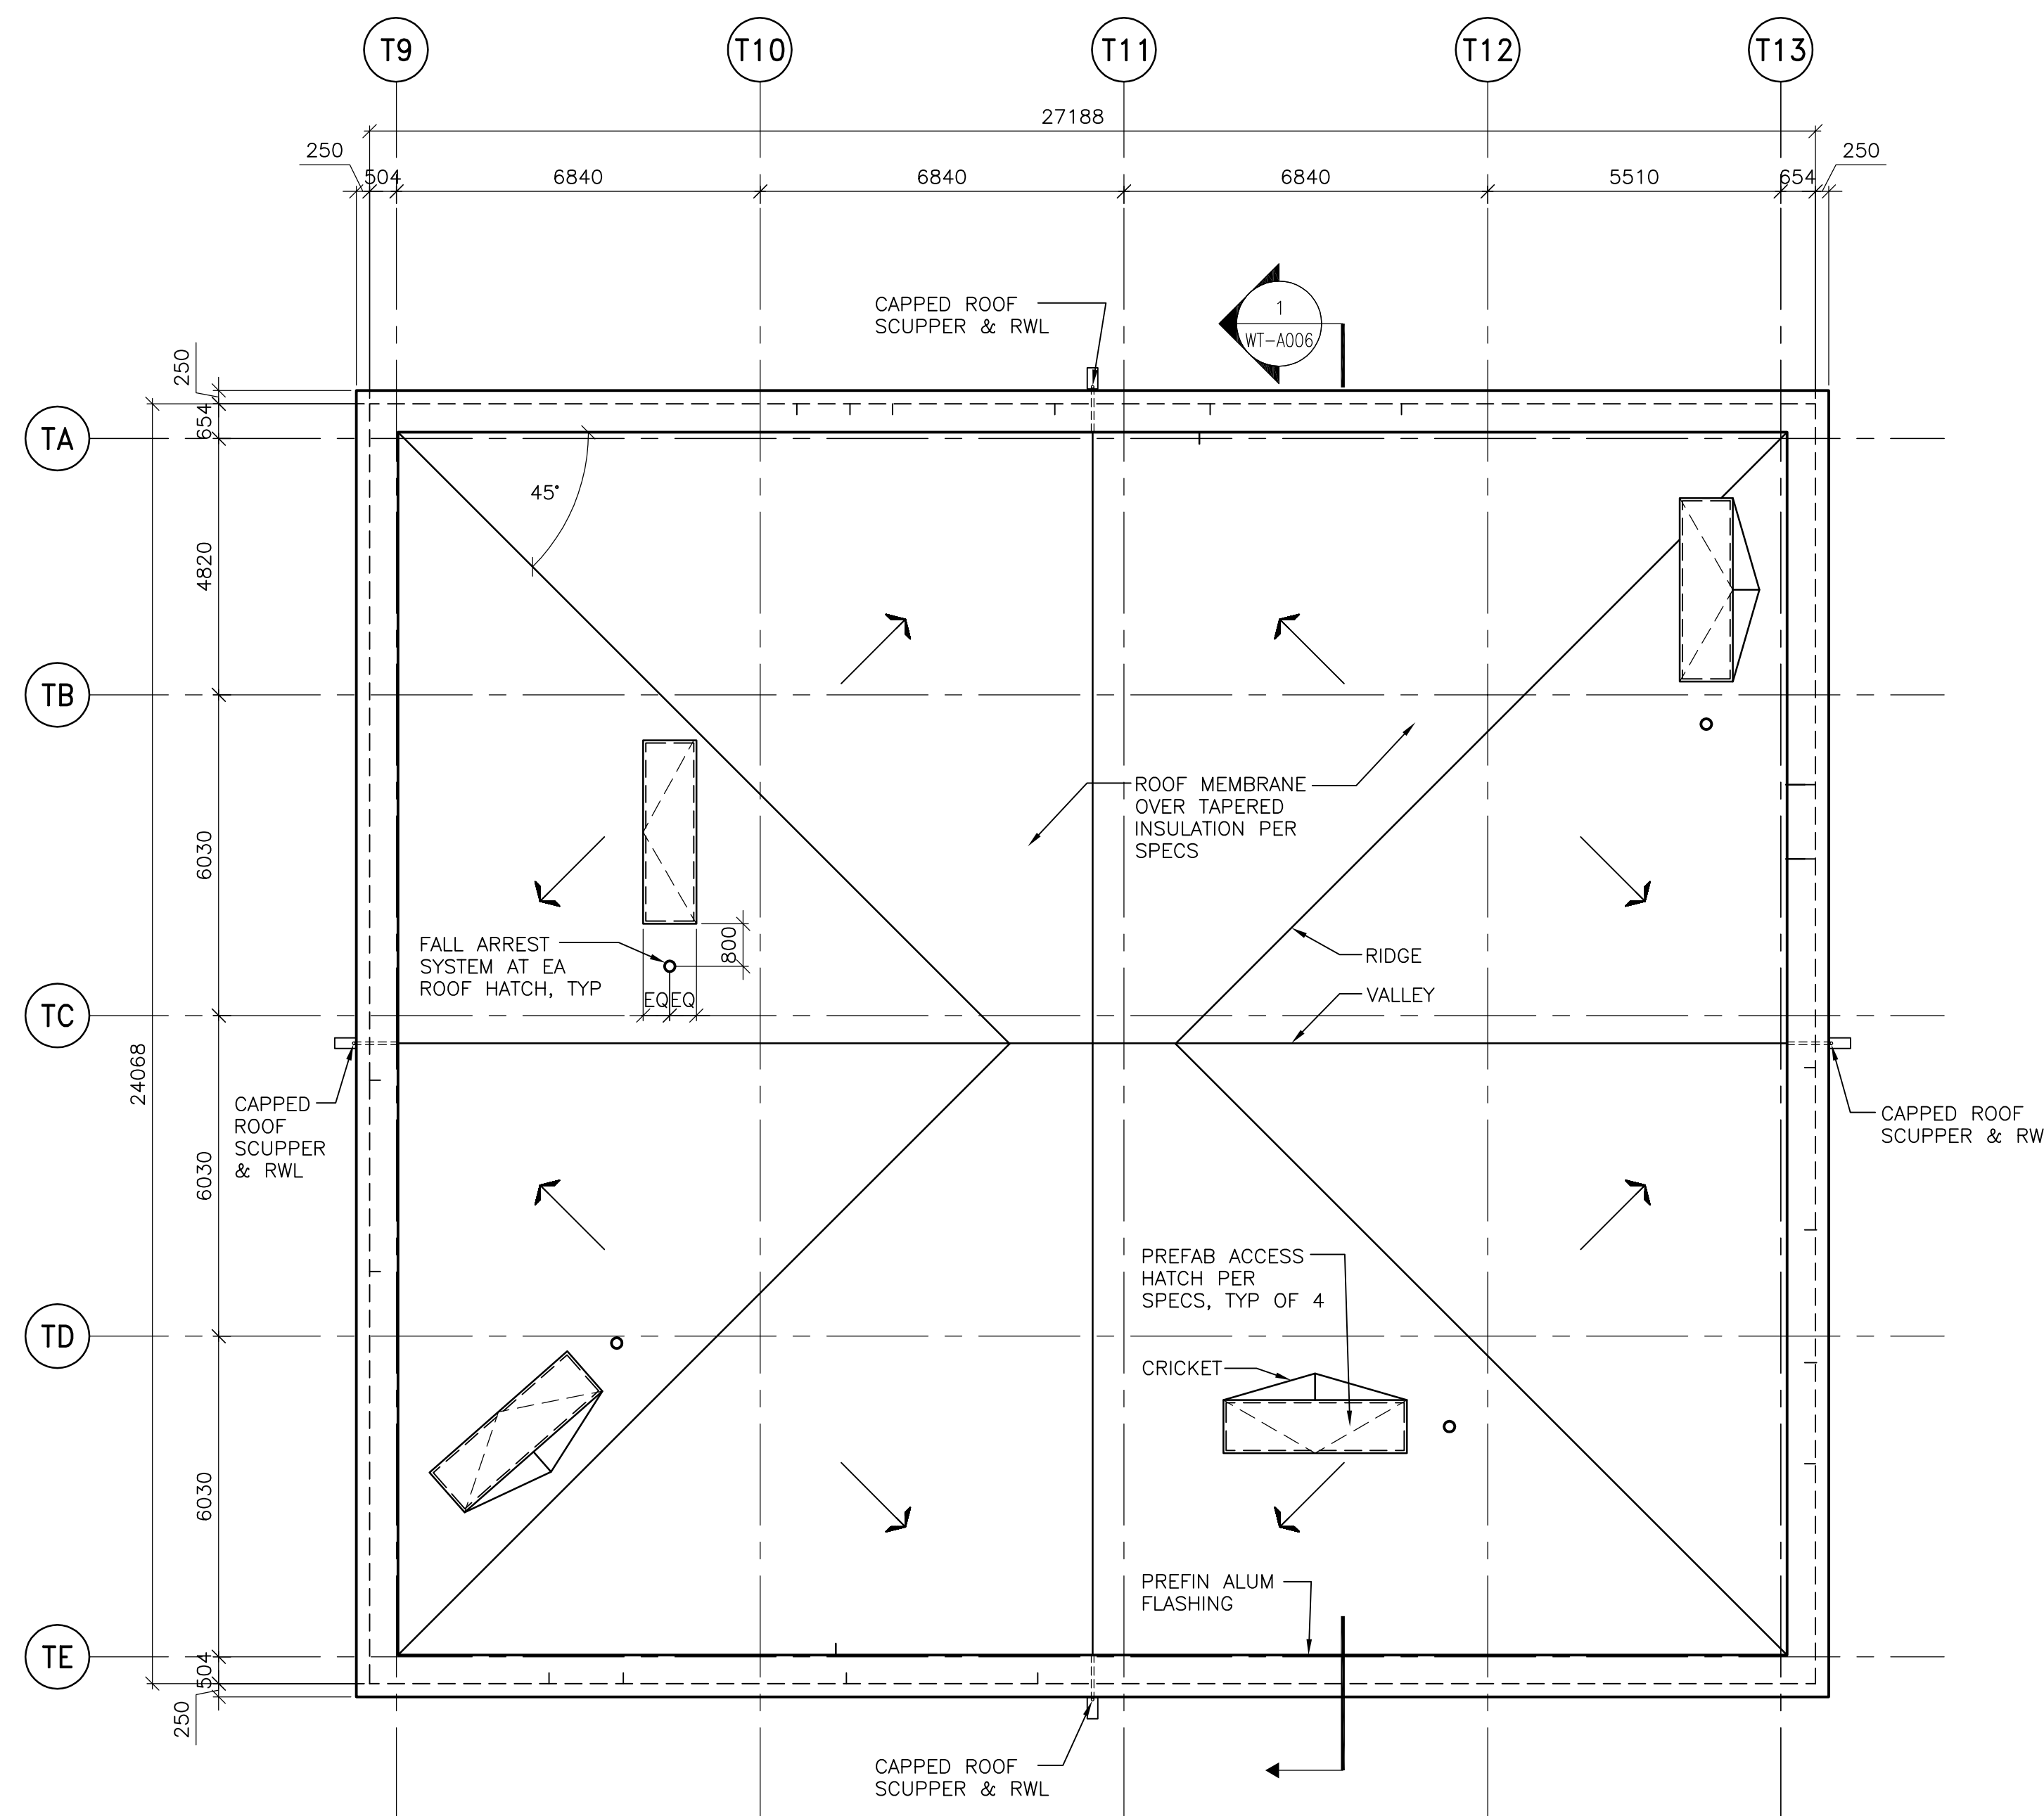 T9
T10
T11
T12
T13
27188
250
250
504
6840
6840
6840
5510
654
CAPPED ROOF
SCUPPER & RWL
1
WT-A006
250
654
TA
45°
4820
TB
ROOF MEMBRANE
OVER TAPERED
INSULATION PER
SPECS
6030
FALL ARREST
SYSTEM AT EA
ROOF HATCH, TYP
800
EQ
EQ
RIDGE
VALLEY
TC
24068
CAPPED
ROOF
SCUPPER
& RWL
CAPPED ROOF
SCUPPER & RW
6030
PREFAB ACCESS
HATCH PER
SPECS, TYP OF 4
TD
CRICKET
6030
PREFIN ALUM
FLASHING
TE
504
250
CAPPED ROOF
SCUPPER & RWL